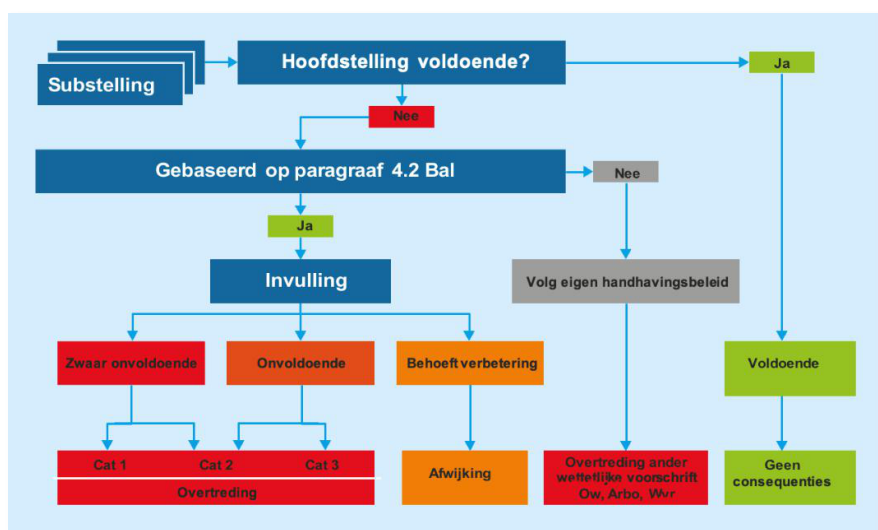 Substelling
Hoofdstelling voldoende?
Ja
Nee
Gebaseerd op paragraaf 4.2 Bal
Nee
Ja
Invulling
Volg eigen handhavingsbeleid
Zwaar onvoldoende
Onvoldoende
Behoeft verbetering
Voldoende
Cat 1
Cat 2
Cat 3
Overtreding
Afwijking
Overtreding ander
wettetlijke voorschrift
Ow, Arbo, Wvr
Geen
consequenties